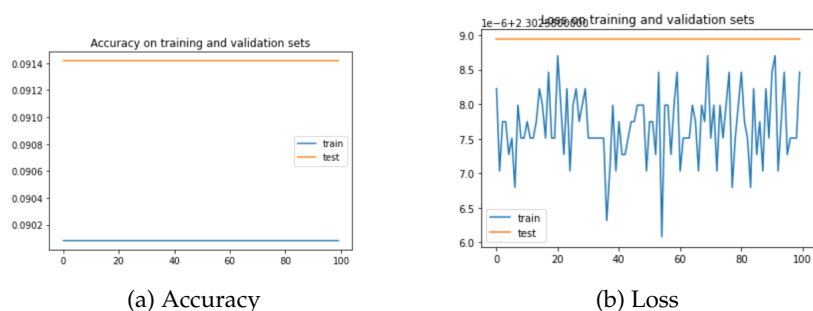 Accuracy on training and validation sets
0.0914
0.0912
0.0910
0.0908
0.0906
0.0904
0.0902
0 20 40 60 80 100
train
test
(a) Accuracy
1e-6+2.3025800000
Loss on training and validation sets
9.0
8.5
8.0
7.5
7.0
6.5
6.0
0 20 40 60 80 100
train
test
(b) Loss